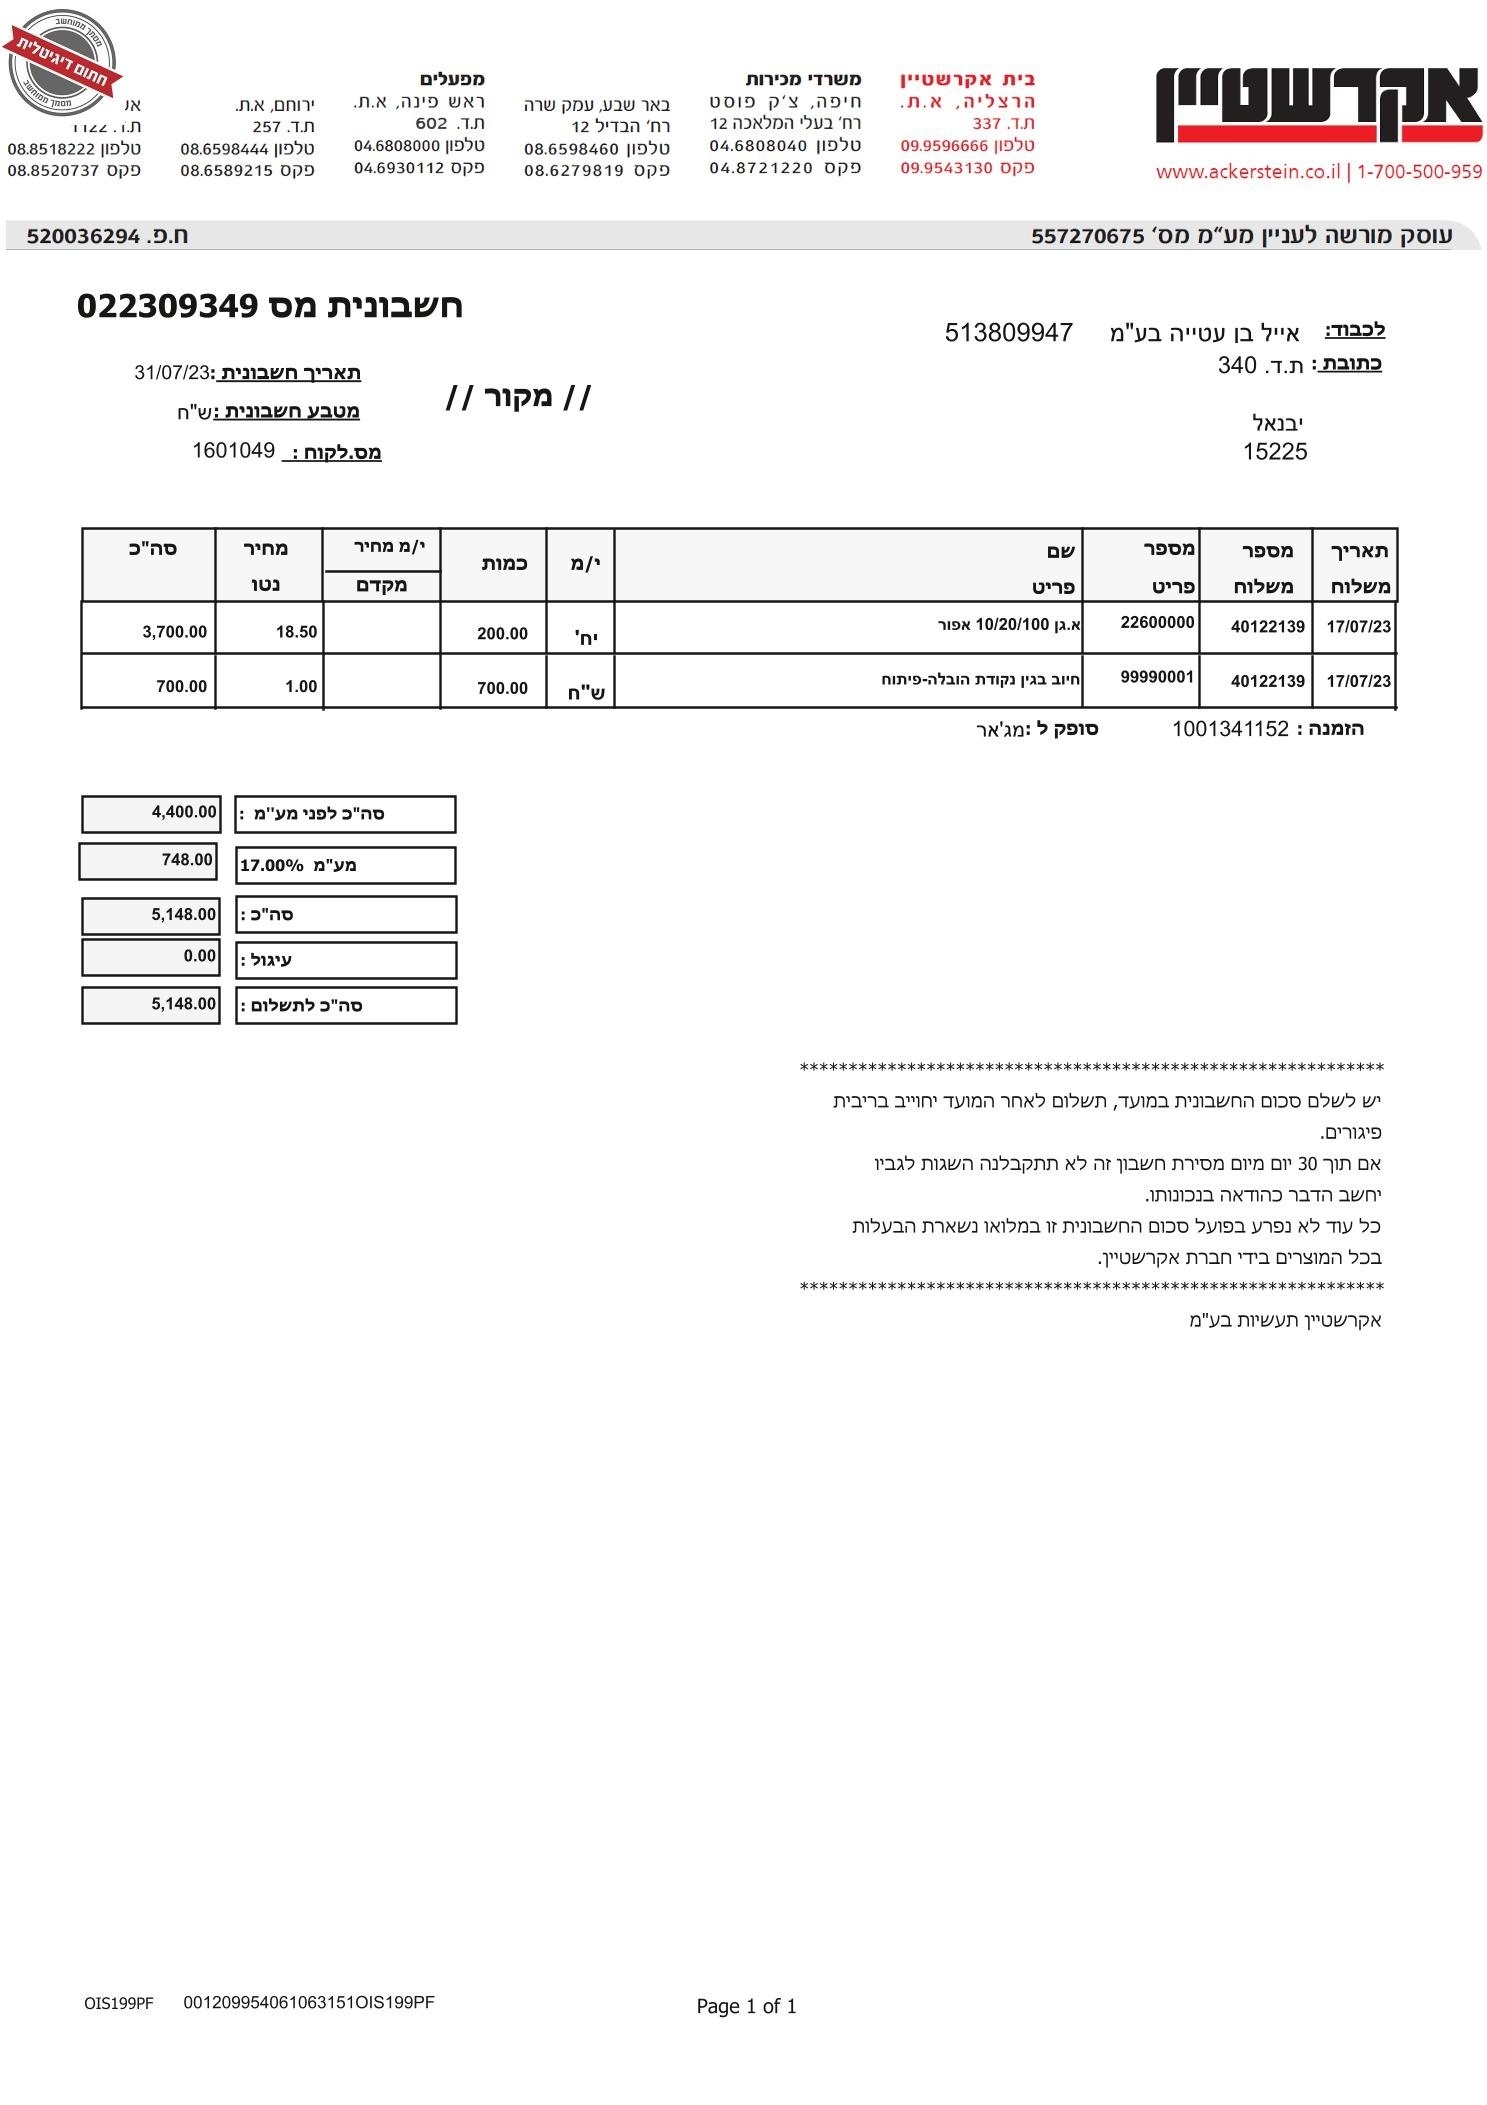 אקרשטיין
www.ackerstein.co.il | 1-700-500-959
בית אקרשטיין
הרצליה, א.ת.
ת.ד. 337
טלפון 09.9596666
פקס 09.9543130
משרדי מכירות
חיפה, צ'ק פוסט
רח' בעלי המלאכה 12
טלפון 04.6808040
פקס 04.8721220
באר שבע, עמק שרה
רח' הבדיל 12
טלפון 08.6598460
פקס 08.6279819
מפעלים
ראש פינה, א.ת.
ת.ד. 602
טלפון 04.6808000
פקס 04.6930112
ירוחם, א.ת.
ת.ד. 257
טלפון 08.6598444
פקס 08.6589215
טלפון 08.8518222
פקס 08.8520737
מסמך ממוחשב
חתום דיגיטלית
מסמך ממוחשב
עוסק מורשה לעניין מע"מ מס' 557270675 ח.פ. 520036294
חשבונית מס 022309349
לכבוד: אייל בן עטייה בע"מ 513809947
כתובת : ת.ד. 340
יבנאל
15225
// מקור //
תאריך חשבונית :31/07/23
מטבע חשבונית :ש"ח
מס.לקוח : 1601049
תאריך משלוח מספר משלוח מספר פריט שם פריט י/מ כמות י/מ מחיר מקדם מחיר נטו סה"כ
17/07/23 40122139 22600000 א.גן 10/20/100 אפור יח' 200.00 18.50 3,700.00
17/07/23 40122139 99990001 חיוב בגין נקודת הובלה-פיתוח ש"ח 700.00 1.00 700.00
הזמנה : 1001341152 סופק ל :מג'אר
סה"כ לפני מע"מ : 4,400.00
מע"מ 17.00% 748.00
סה"כ : 5,148.00
עיגול : 0.00
סה"כ לתשלום : 5,148.00
************************************************************
יש לשלם סכום החשבונית במועד, תשלום לאחר המועד יחוייב בריבית
פיגורים.
אם תוך 30 יום מיום מסירת חשבון זה לא תתקבלנה השגות לגביו
יחשב הדבר כהודאה בנכונותו.
כל עוד לא נפרע בפועל סכום החשבונית זו במלואו נשארת הבעלות
בכל המוצרים בידי חברת אקרשטיין.
************************************************************
אקרשטיין תעשיות בע"מ
OIS199PF 001209954061063151OIS199PF Page 1 of 1